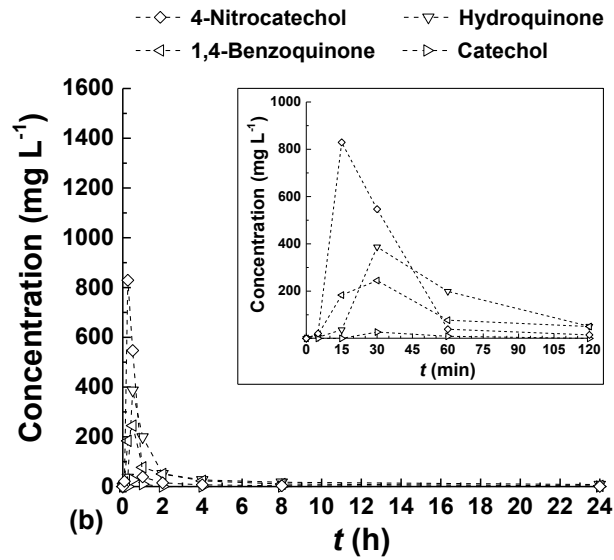 4-Nitrocatechol Hydroquinone
1,4-Benzoquinone Catechol
1600
1400
1200
1000
800
600
400
200
0
Concentration (mg L⁻¹)
1000
800
600
400
200
Concentration (mg L⁻¹)
0 15 30 45 60 75 90 105 120
t (min)
0 2 4 6 8 10 12 14 16 18 20 22 24
(b)
t (h)